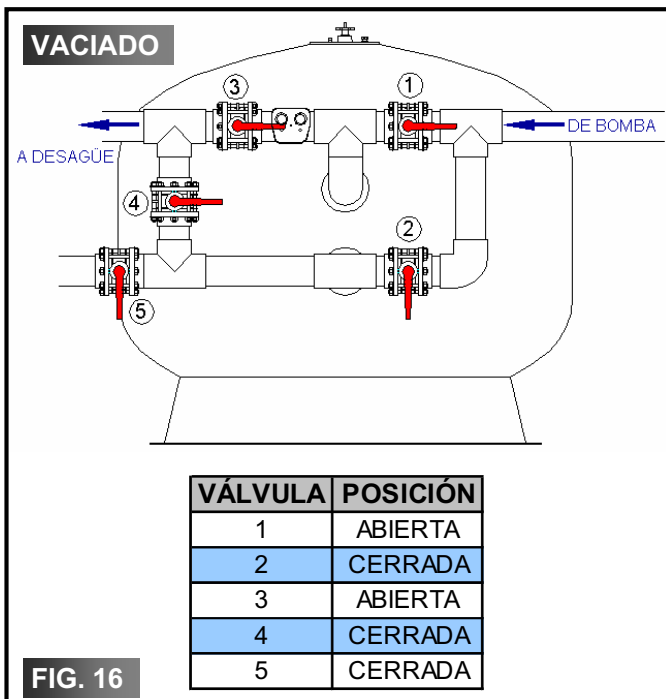 VACIADO
3
1
A DESAGÜE
DE BOMBA
4
2
5
VÁLVULA POSICIÓN
1 ABIERTA
2 CERRADA
3 ABIERTA
4 CERRADA
5 CERRADA
FIG. 16